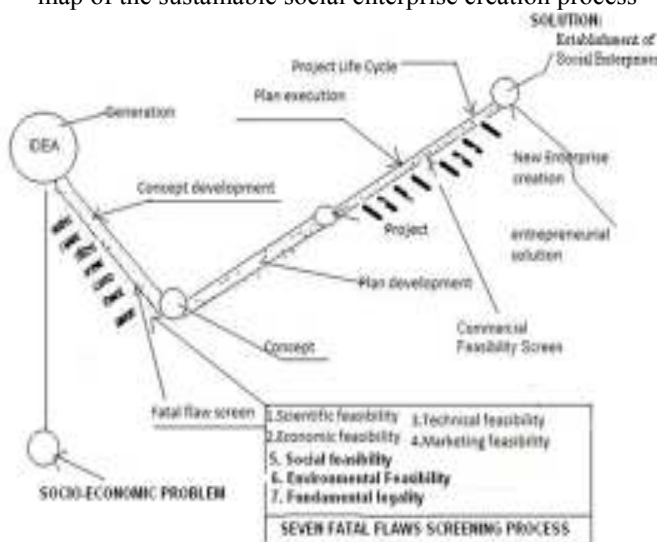 map of the sustainable social enterprise creation process
SOLUTION:
Establishment of
Social Enterprises
Project Life Cycle
Plan execution
Generation
IDEA
Concept development
New Enterprise
creation
entrepreneurial
solution
Project
Plan development
Commercial
Feasibility Screen
Concept
Fatal flaw screen
1.Scientific feasibility 3.Technical feasibility
2.Economic feasibility 4.Marketing feasibility
5. Social feasibility
6. Environmental Feasibility
7. Fundamental legality
SEVEN FATAL FLAWS SCREENING PROCESS
SOCIO-ECONOMIC PROBLEM